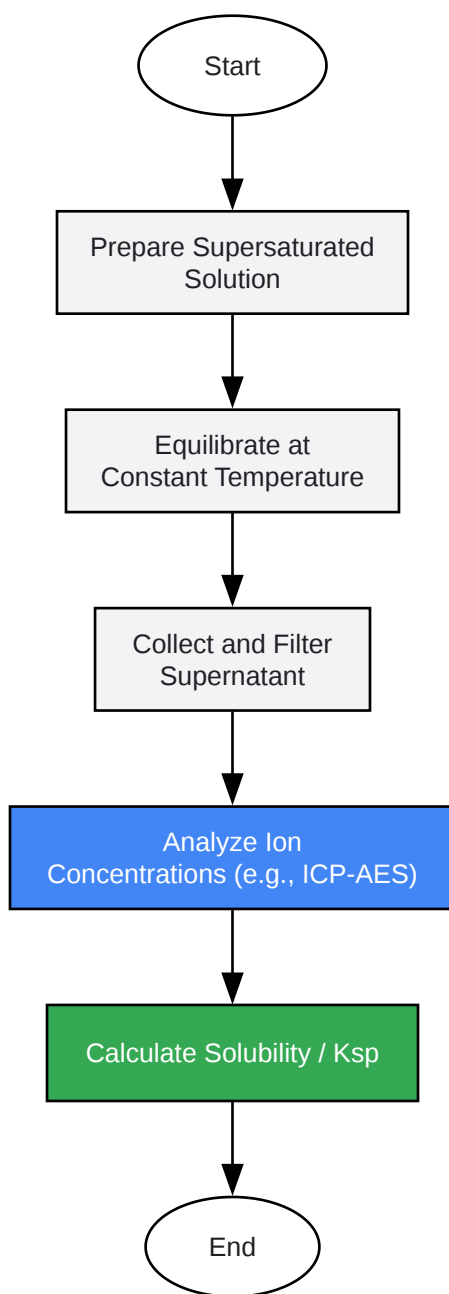 Start
Prepare Supersaturated
Solution
Equilibrate at
Constant Temperature
Collect and Filter
Supernatant
Analyze Ion
Concentrations (e.g., ICP-AES)
Calculate Solubility / Ksp
End